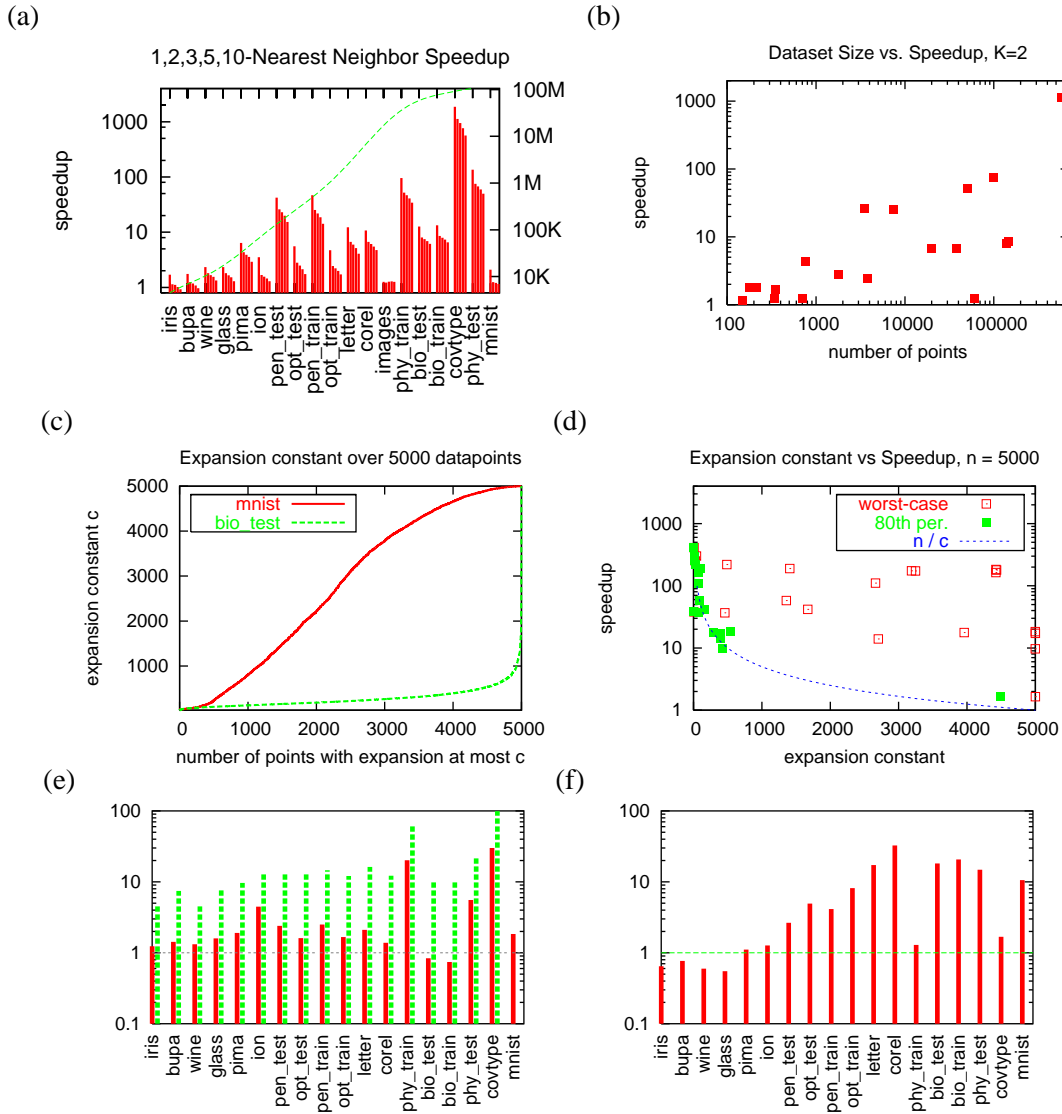 (a)
1,2,3,5,10-Nearest Neighbor Speedup
speedup
1000
100
10
1
100M
10M
1M
100K
10K
iris
bupa
wine
glass
pima
ion
pen_test
opt_test
pen_train
opt_train
letter
corel
images
phy_train
bio_test
bio_train
covtype
phy_test
mnist
(b)
Dataset Size vs. Speedup, K=2
speedup
1000
100
10
1
100
1000
10000
100000
number of points
(c)
Expansion constant over 5000 datapoints
expansion constant c
5000
4000
3000
2000
1000
mnist
bio_test
0
1000
2000
3000
4000
5000
number of points with expansion at most c
(d)
Expansion constant vs Speedup, n = 5000
speedup
1000
100
10
1
worst-case
80th per.
n / c
0
1000
2000
3000
4000
5000
expansion constant
(e)
100
10
1
0.1
iris
bupa
wine
glass
pima
ion
pen_test
opt_test
pen_train
opt_train
letter
corel
phy_train
bio_test
bio_train
phy_test
covtype
mnist
(f)
100
10
1
0.1
iris
bupa
wine
glass
pima
ion
pen_test
opt_test
pen_train
opt_train
letter
corel
phy_train
bio_test
bio_train
phy_test
covtype
mnist